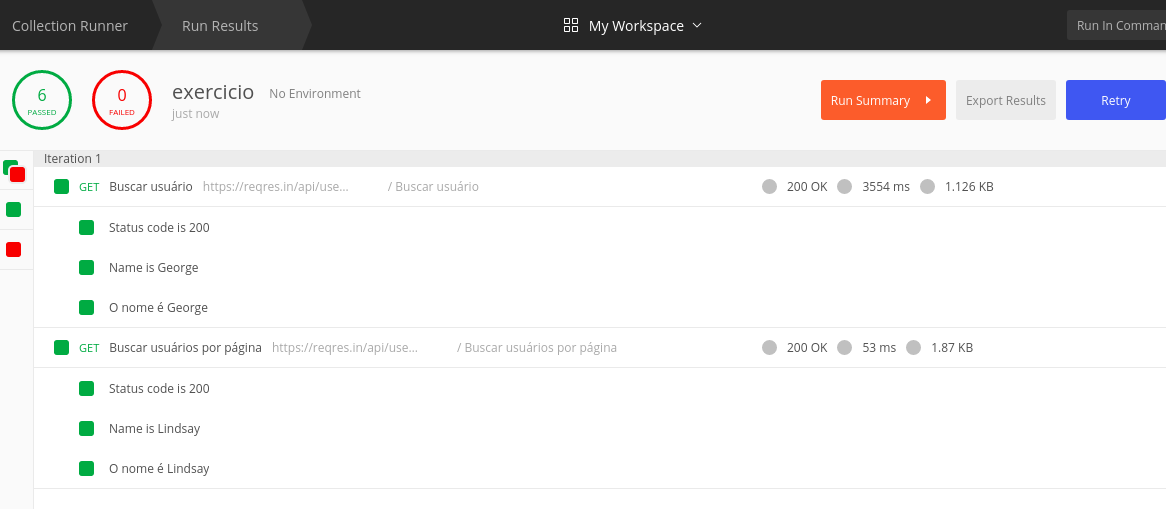 Collection Runner Run Results My Workspace Run In Comman
6 PASSED 0 FAILED exercicio No Environment Run Summary Export Results Retry
just now
Iteration 1
GET Buscar usuário https://reqres.in/api/use... / Buscar usuário 200 OK 3554 ms 1.126 KB
Status code is 200
Name is George
O nome é George
GET Buscar usuários por página https://reqres.in/api/use... / Buscar usuários por página 200 OK 53 ms 1.87 KB
Status code is 200
Name is Lindsay
O nome é Lindsay